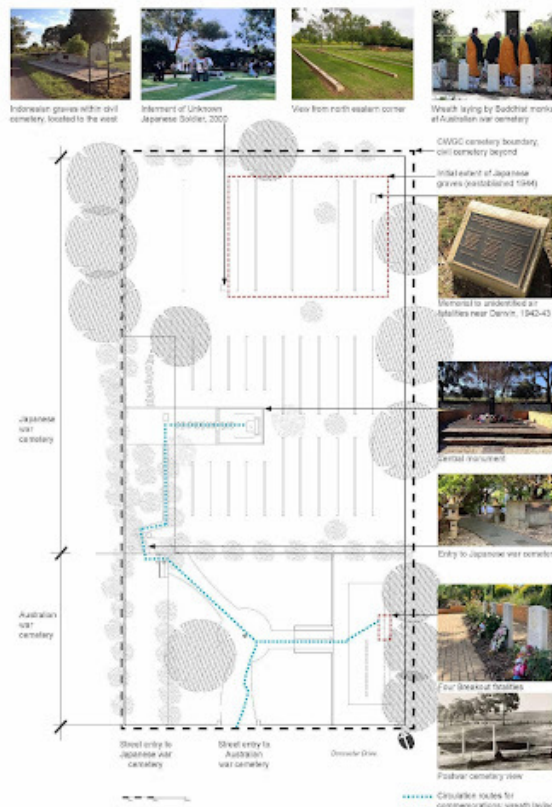 Indonesian graves within civil
cemetery, located to the west
Interment of Unknown
Japanese Soldier, 2000
View from north eastern corner
Wreath laying by Buddhist monks
at Australian war cemetery
CWGC cemetery boundary,
civil cemetery beyond
Initial extent of Japanese
graves (established 1944)
Memorial to unidentified air
fatalities near Darwin, 1942-43
Central monument
Japanese
war
cemetery
Entry to Japanese war cemetery
Australian
war
cemetery
Four Breakout fatalities
Postwar cemetery view
Street entry to
Japanese war
cemetery
Street entry to
Australian
war cemetery
Doncaster Drive
Circulation routes for
commemorations: wreath laying